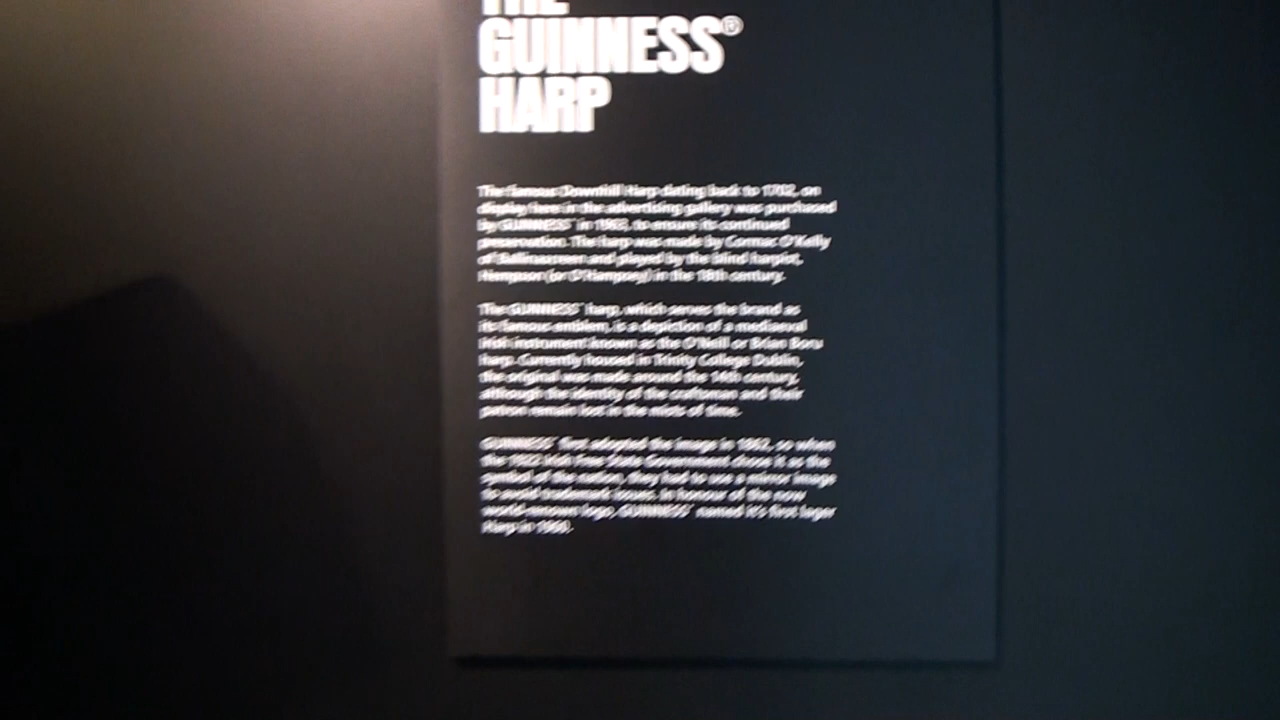 THE
GUINNESS®
HARP
The famous Downhill Harp dating back to 1702, on
display here in the advertising gallery was purchased
by GUINNESS® in 1963, to ensure its continued
preservation. The harp was made by Cormac O'Kelly
of Ballinascreen and played by the blind harpist,
Hempson (or O'Hampsey) in the 18th century.
The GUINNESS® harp, which serves the brand as
its famous emblem, is a depiction of a mediaeval
Irish instrument known as the O'Neill or Brian Boru
harp. Currently housed in Trinity College Dublin,
the original was made around the 14th century,
although the identity of the craftsman and their
patron remain lost in the mists of time.
GUINNESS® first adopted the image in 1862, so when
the 1922 Irish Free State Government chose it as the
symbol of the nation, they had to use a mirror image
to avoid trademark issues. In honour of the now
world-renown logo, GUINNESS® named it's first lager
Harp in 1960.